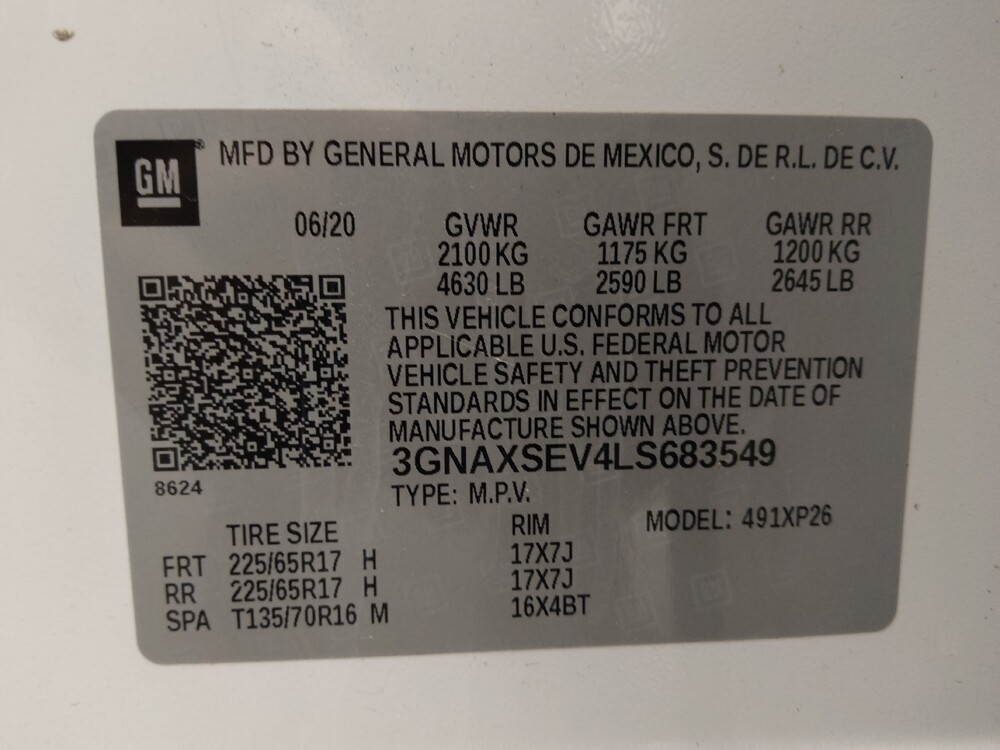 GM® MFD BY GENERAL MOTORS DE MEXICO, S. DE R.L. DE C.V.
06/20 GVWR GAWR FRT GAWR RR
2100 KG 1175 KG 1200 KG
4630 LB 2590 LB 2645 LB
THIS VEHICLE CONFORMS TO ALL
APPLICABLE U.S. FEDERAL MOTOR
VEHICLE SAFETY AND THEFT PREVENTION
STANDARDS IN EFFECT ON THE DATE OF
MANUFACTURE SHOWN ABOVE.
3GNAXSEV4LS683549
8624
TYPE: M.P.V.
TIRE SIZE RIM MODEL: 491XP26
FRT 225/65R17 H 17X7J
RR 225/65R17 H 17X7J
SPA T135/70R16 M 16X4BT